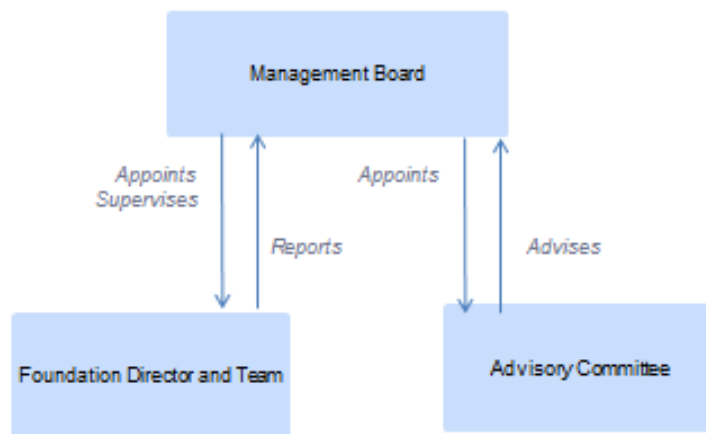 Management Board
Appoints
Supervises
Appoints
Reports
Advises
Foundation Director and Team
Advisory Committee